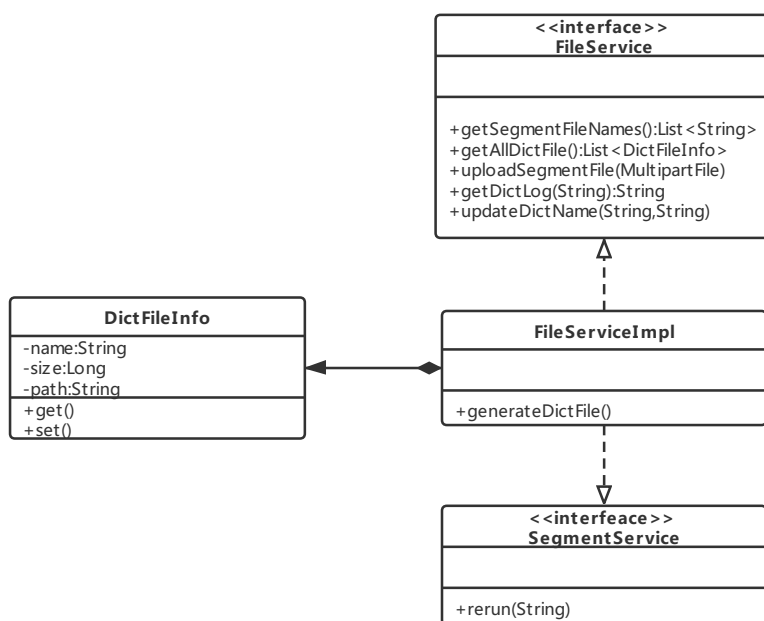 <<interface>>
FileService
+getSegmentFileNames():List<String>
+getAllDictFile():List<DictFileInfo>
+uploadSegmentFile(MultipartFile)
+getDictLog(String):String
+updateDictName(String,String)
DictFileInfo
-name:String
-size:Long
-path:String
+get()
+set()
FileServiceImpl
+generateDictFile()
<<interfeace>>
SegmentService
+rerun(String)